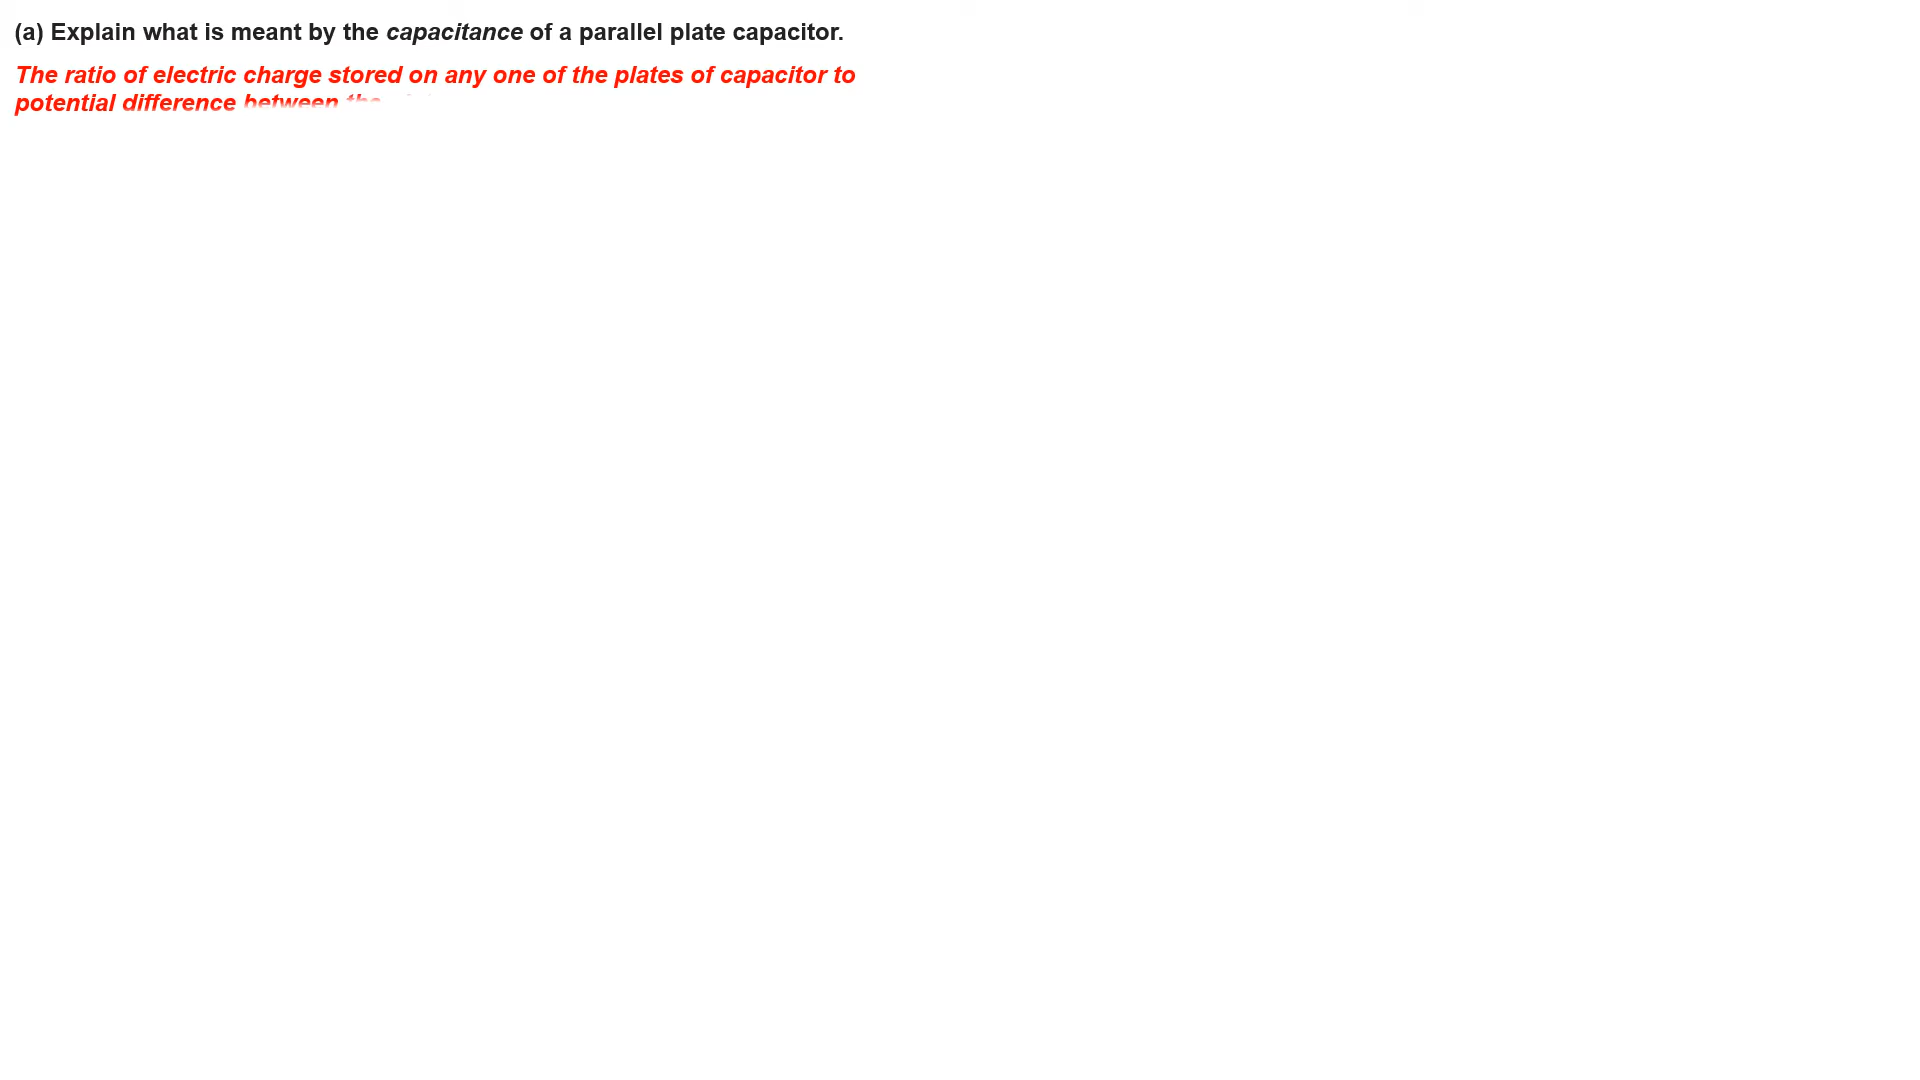 (a) Explain what is meant by the capacitance of a parallel plate capacitor.
The ratio of electric charge stored on any one of the plates of capacitor to
potential difference between the